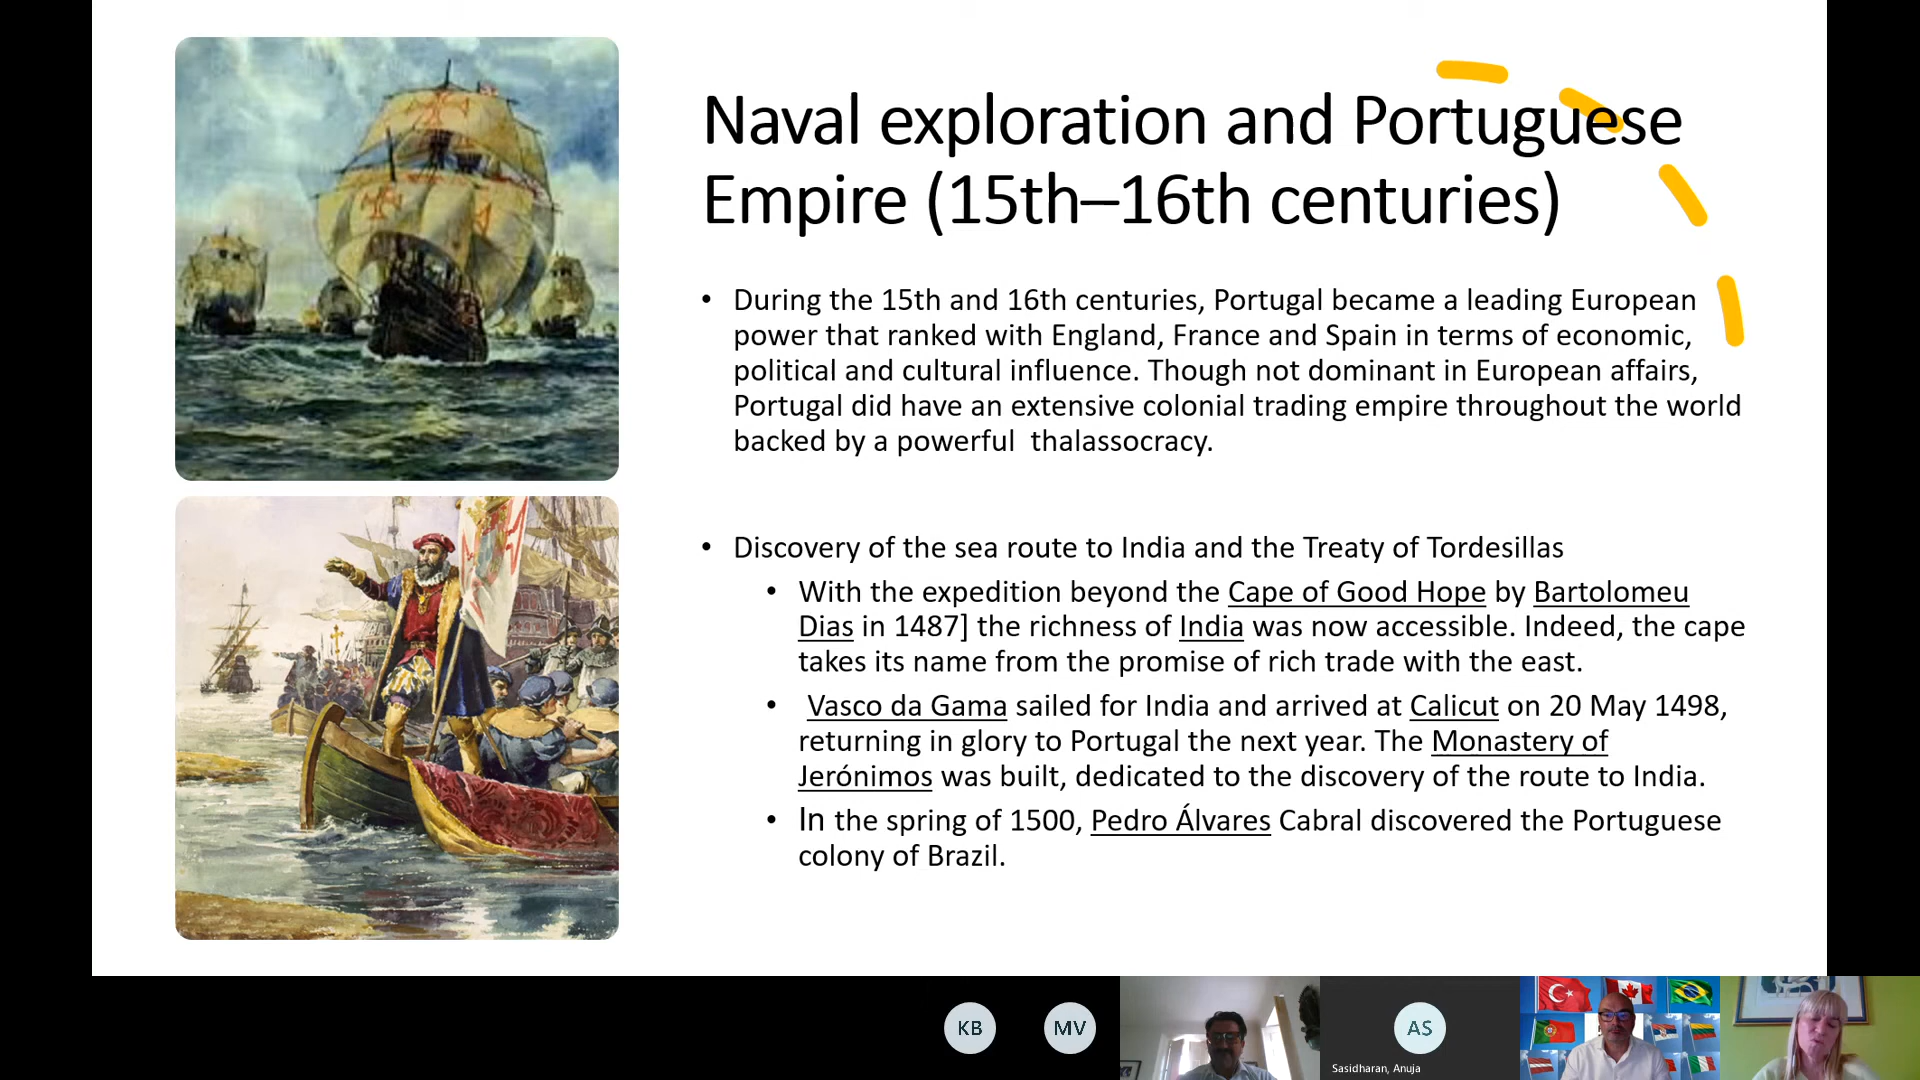 Naval exploration and Portuguese
Empire (15th–16th centuries)
• During the 15th and 16th centuries, Portugal became a leading European
power that ranked with England, France and Spain in terms of economic,
political and cultural influence. Though not dominant in European affairs,
Portugal did have an extensive colonial trading empire throughout the world
backed by a powerful  thalassocracy.
• Discovery of the sea route to India and the Treaty of Tordesillas
• With the expedition beyond the Cape of Good Hope by Bartolomeu
Dias in 1487] the richness of India was now accessible. Indeed, the cape
takes its name from the promise of rich trade with the east.
• Vasco da Gama sailed for India and arrived at Calicut on 20 May 1498,
returning in glory to Portugal the next year. The Monastery of
Jerónimos was built, dedicated to the discovery of the route to India.
• In the spring of 1500, Pedro Álvares Cabral discovered the Portuguese
colony of Brazil.
KB
MV
AS
Sasidharan, Anuja